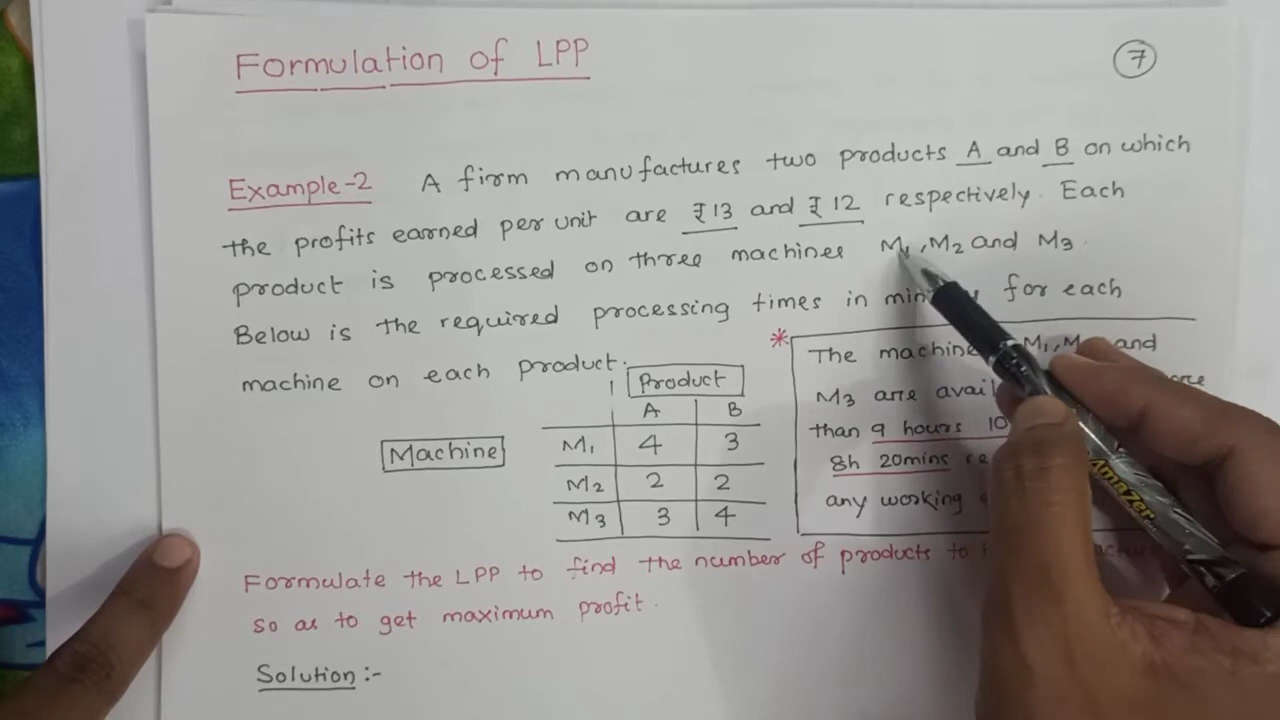 Formulation of LPP
7
Example-2 A firm manufactures two products A and B on which
the profits earned per unit are ₹13 and ₹12 respectively. Each
product is processed on three machines M1, M2 and M3.
Below is the required processing times in for each
machine on each product.
Product
A B
Machine
M1 4 3
M2 2 2
M3 3 4
* The machine M1, and
M3 are
than 9 hours 10
8h 20mins
any working
Formulate the LPP to find the number of products to
so as to get maximum profit.
Solution :-
Amazer